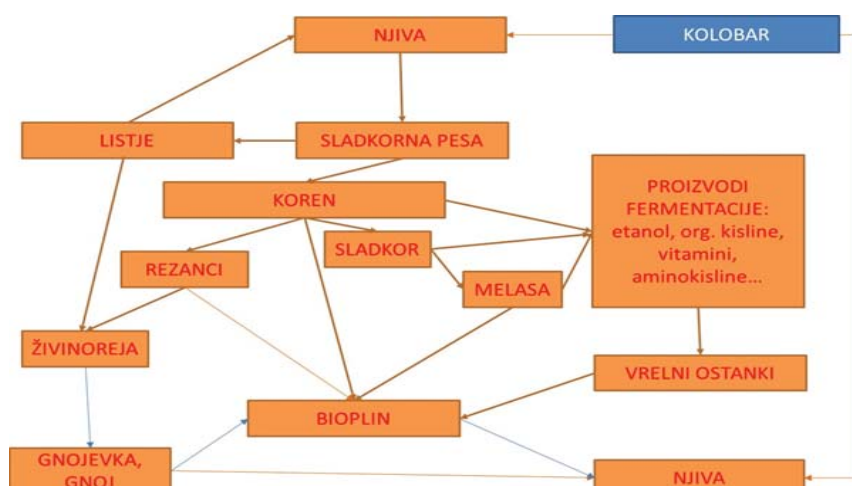 NJIVA
KOLOBAR
LISTJE
SLADKORNA PESA
KOREN
PROIZVODI
FERMENTACIJE:
etanol, org. kisline,
vitamini,
aminokisline...
SLADKOR
REZANCI
MELASA
ŽIVINOREJA
VRELNI OSTANKI
BIOPLIN
GNOJEVKA,
GNOJ
NJIVA